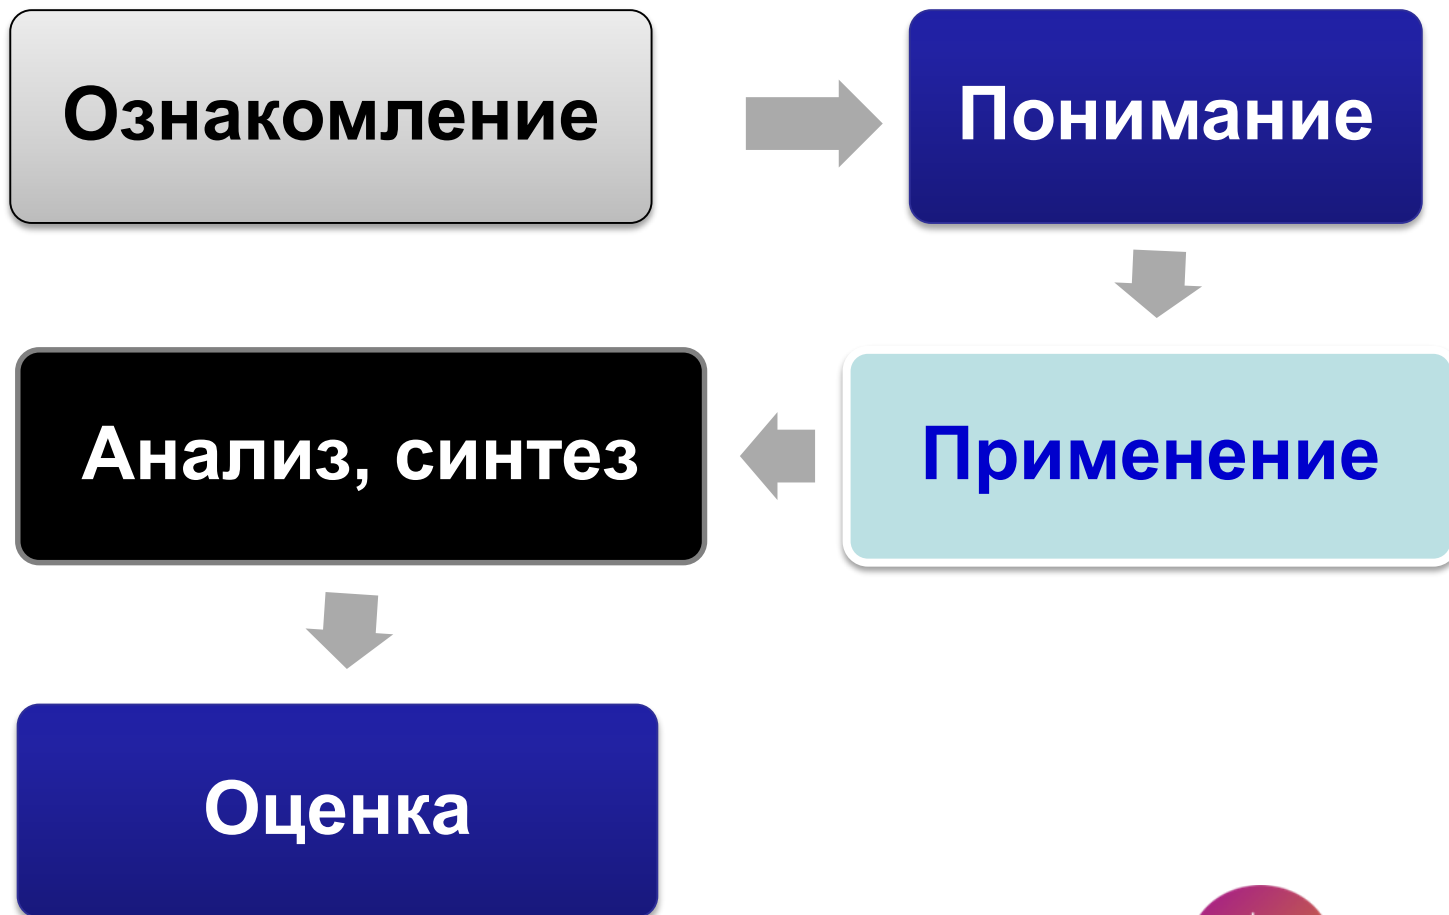 Ознакомление
Понимание
Применение
Анализ, синтез
Оценка